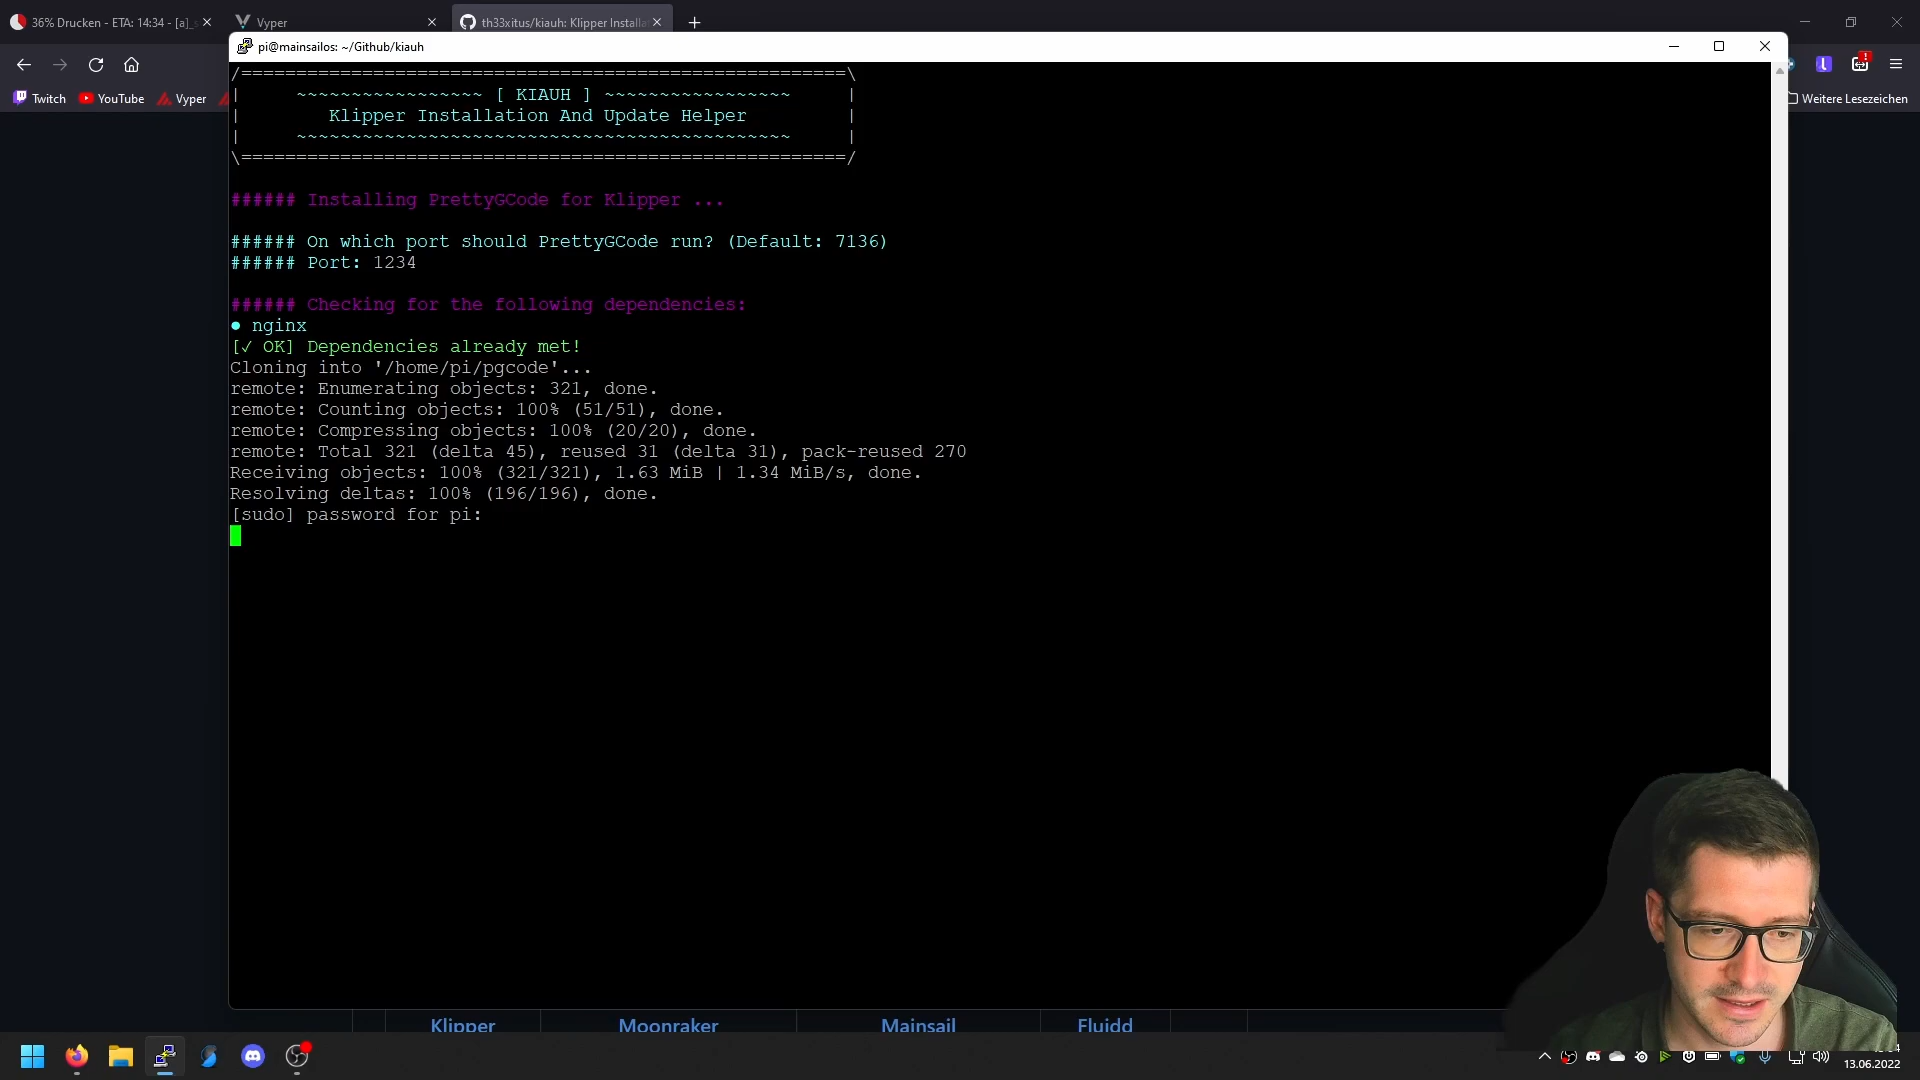 36% Drucken - ETA: 14:34 - [a]_
Vyper
th33xitus/kiauh: Klipper Installa
pi@mainsailos: ~/Github/kiauh
Twitch
YouTube
Vyper
Weitere Lesezeichen
/=======================================================\
| ~~~~~~~~~~~~~~~~~ [ KIAUH ] ~~~~~~~~~~~~~~~~~ |
| Klipper Installation And Update Helper |
| ~~~~~~~~~~~~~~~~~~~~~~~~~~~~~~~~~~~~~~~~~~~~~ |
\=======================================================/
###### Installing PrettyGCode for Klipper ...
###### On which port should PrettyGCode run? (Default: 7136)
###### Port: 1234
###### Checking for the following dependencies:
● nginx
[✓ OK] Dependencies already met!
Cloning into '/home/pi/pgcode'...
remote: Enumerating objects: 321, done.
remote: Counting objects: 100% (51/51), done.
remote: Compressing objects: 100% (20/20), done.
remote: Total 321 (delta 45), reused 31 (delta 31), pack-reused 270
Receiving objects: 100% (321/321), 1.63 MiB | 1.34 MiB/s, done.
Resolving deltas: 100% (196/196), done.
[sudo] password for pi:
Klipper
Moonraker
Mainsail
Fluidd
13.06.2022